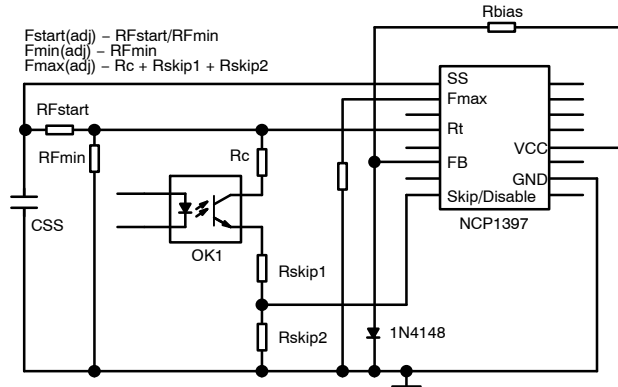 Rbias
Fstart(adj) – RFstart/RFmin
Fmin(adj) – RFmin
Fmax(adj) – Rc + Rskip1 + Rskip2
SS
Fmax
RFstart
Rt
RFmin
Rc
VCC
FB
GND
Skip/Disable
CSS
NCP1397
OK1
Rskip1
Rskip2
1N4148